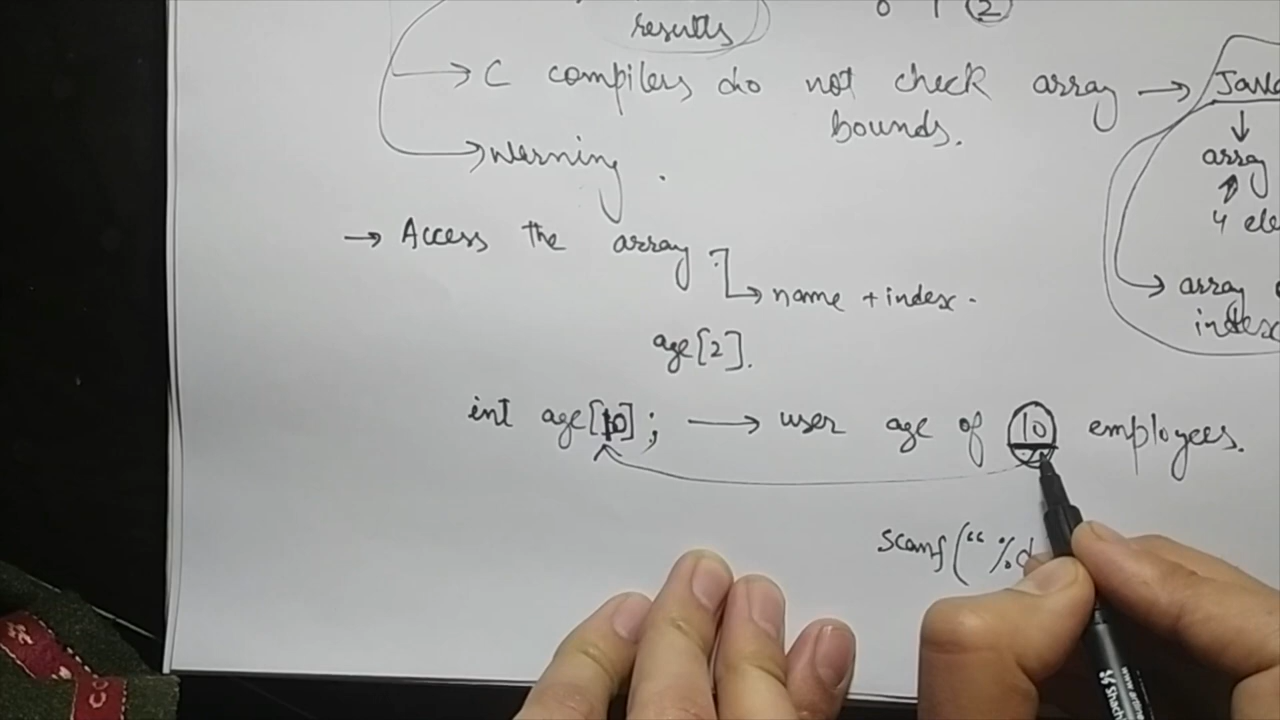 results
0 1 2
→ C compilers do not check array → Java
bounds.
→ Warning.
↓
array
4 ele
→ Access the array.
→ name + index.
→ array
index
age[2].
int age[10]; → user age of 10 employees.
scanf("%d